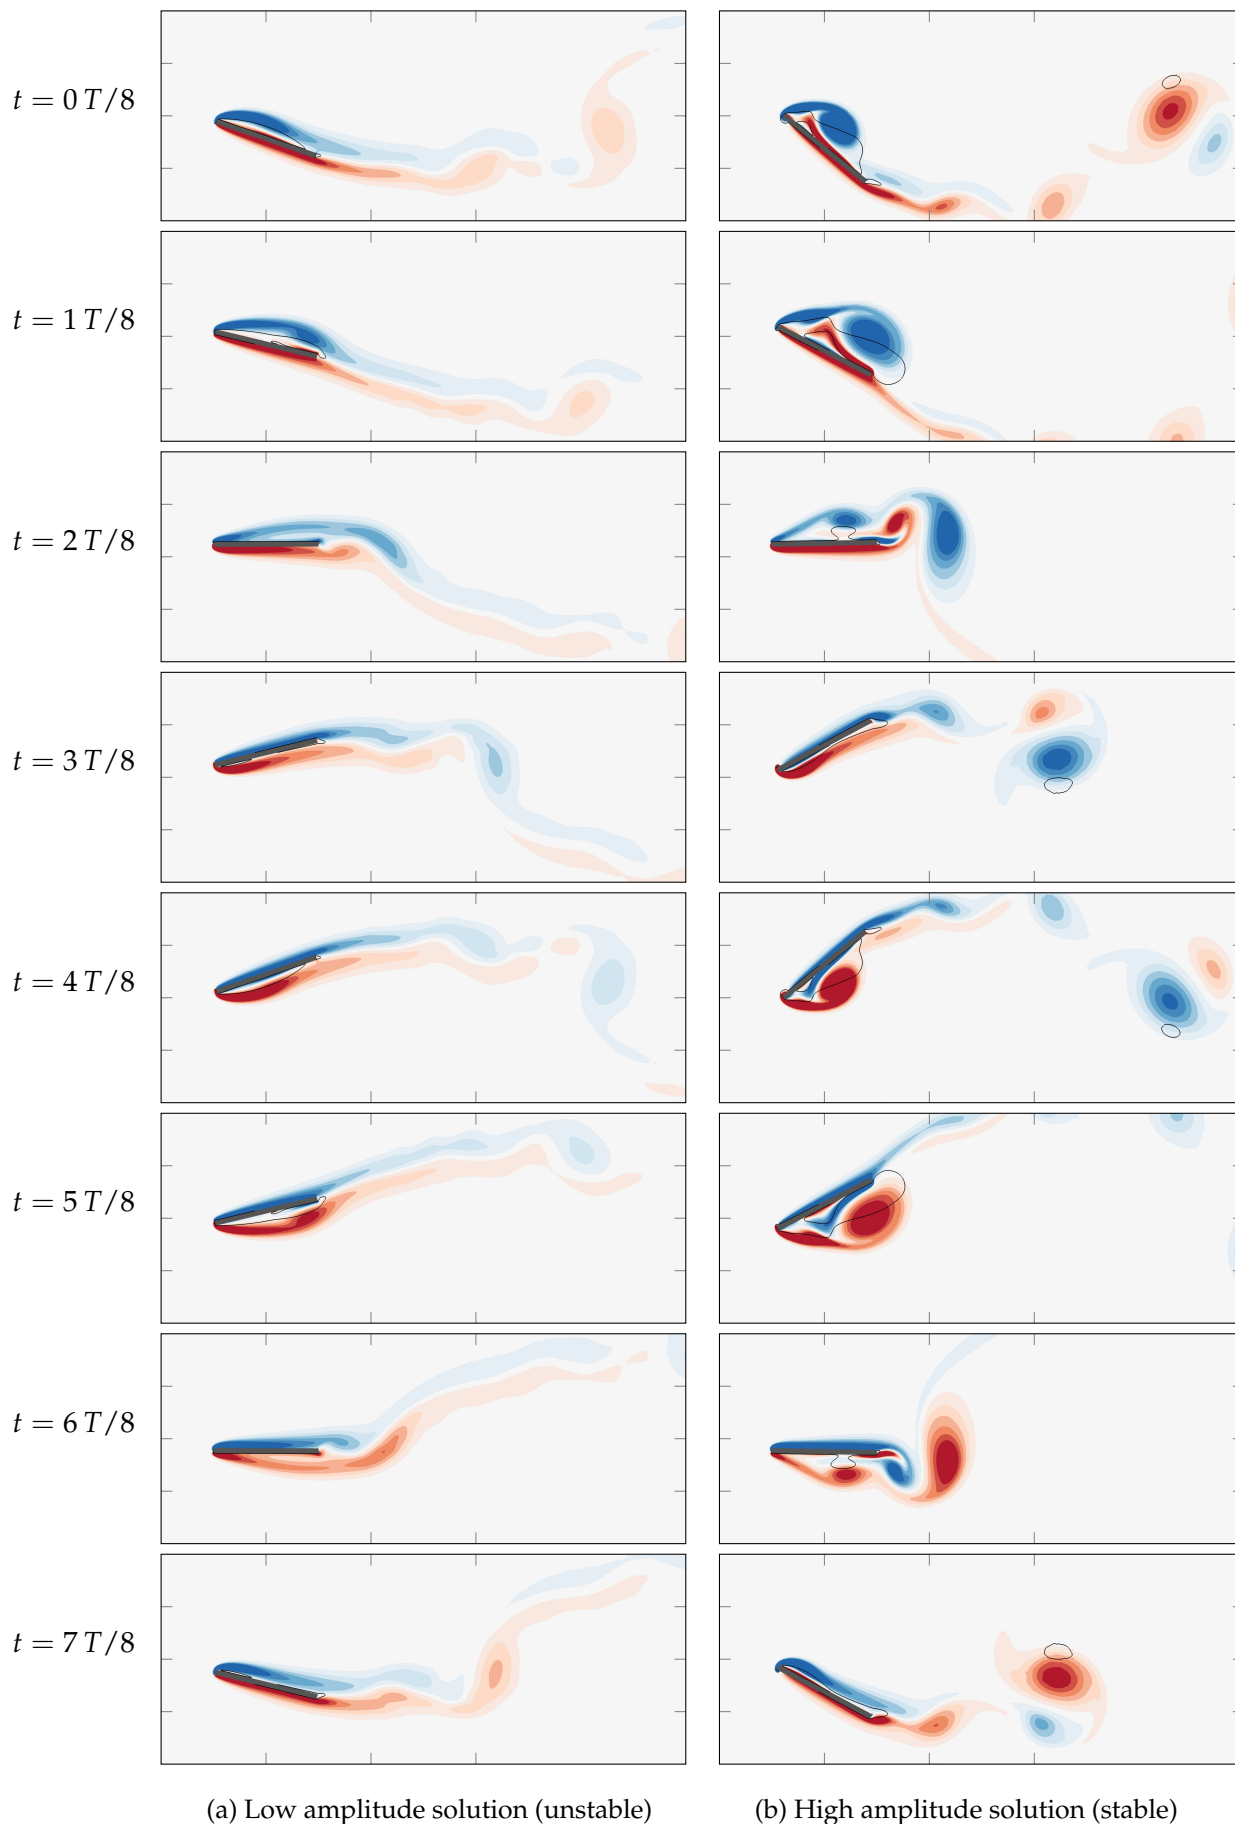 t = 0 T/8
t = 1 T/8
t = 2 T/8
t = 3 T/8
t = 4 T/8
t = 5 T/8
t = 6 T/8
t = 7 T/8
(a) Low amplitude solution (unstable)
(b) High amplitude solution (stable)